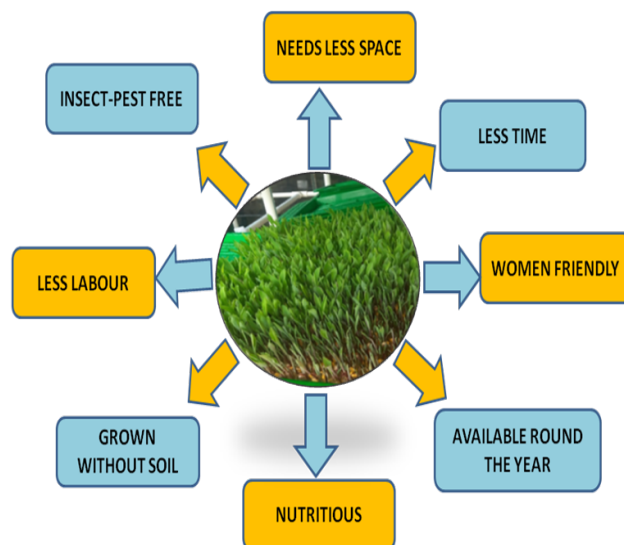 NEEDS LESS SPACE
INSECT-PEST FREE
LESS TIME
LESS LABOUR
WOMEN FRIENDLY
GROWN
WITHOUT SOIL
AVAILABLE ROUND
THE YEAR
NUTRITIOUS